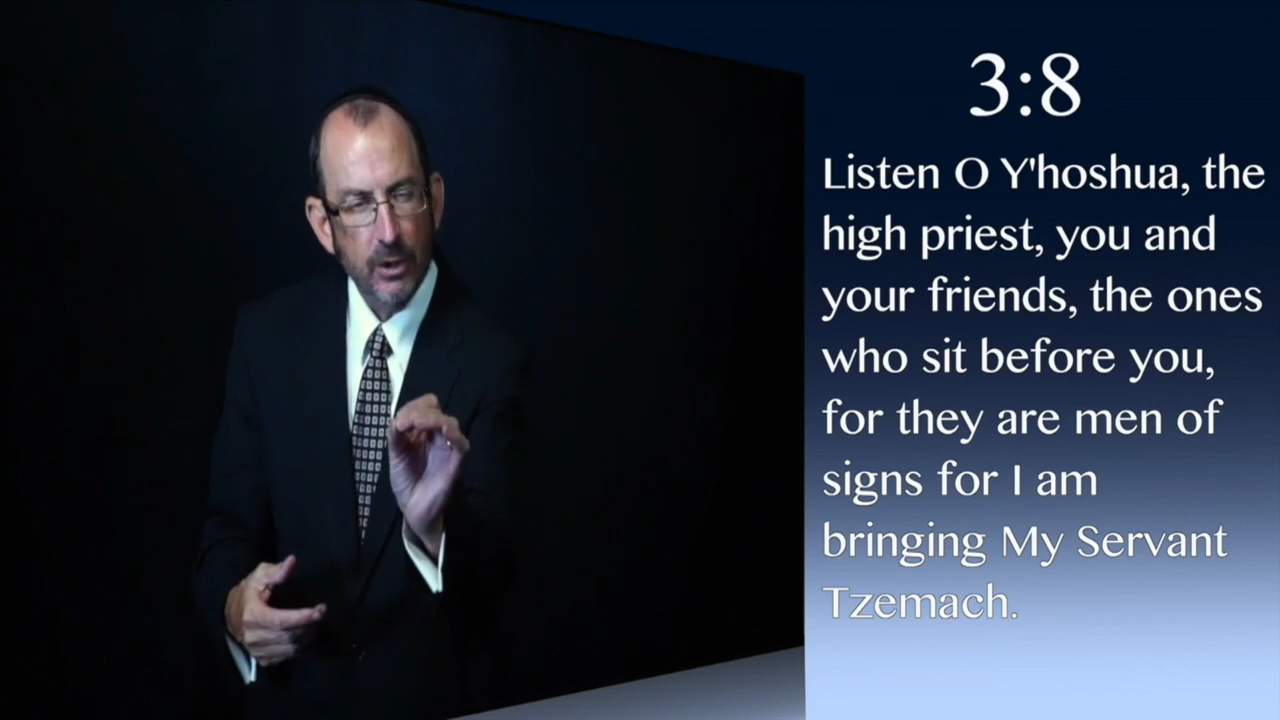 3:8
Listen O Y'hoshua, the
high priest, you and
your friends, the ones
who sit before you,
for they are men of
signs for I am
bringing My Servant
Tzemach.